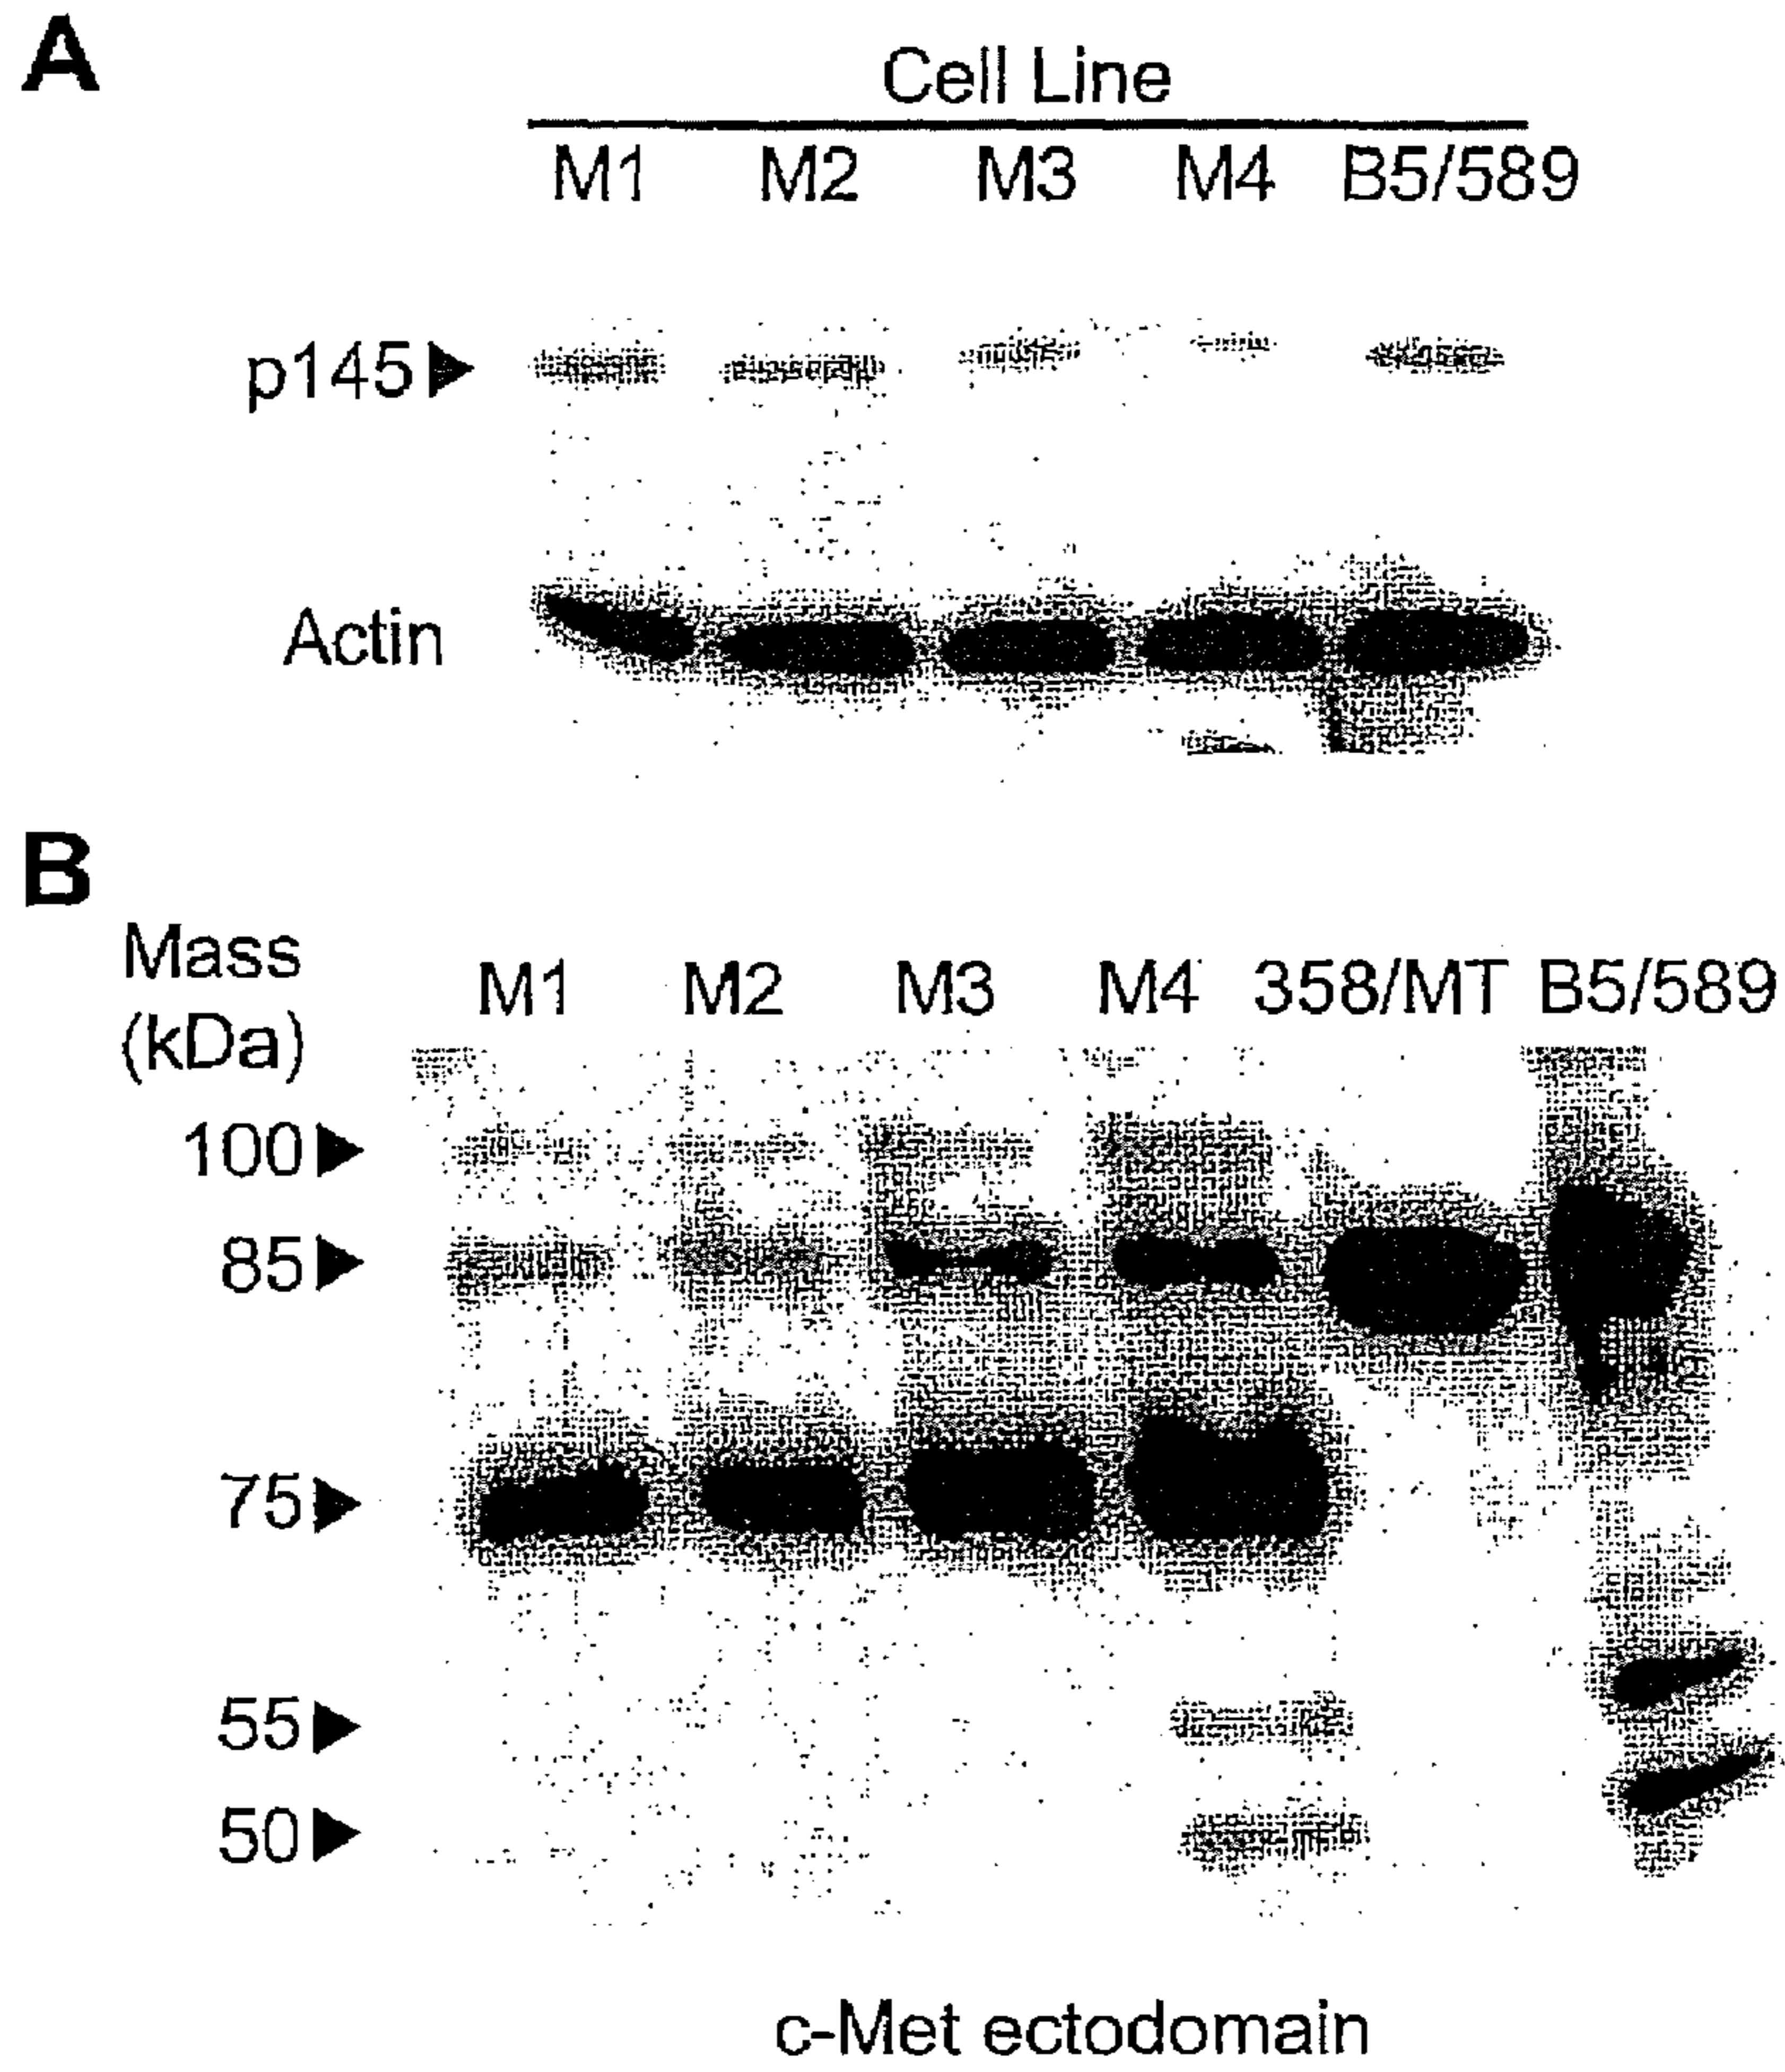 A
Cell Line
M1 M2 M3 M4 B5/589
p145
Actin
B
Mass
(kDa)
M1 M2 M3 M4 358/MT B5/589
100
85
75
55
50
c-Met ectodomain